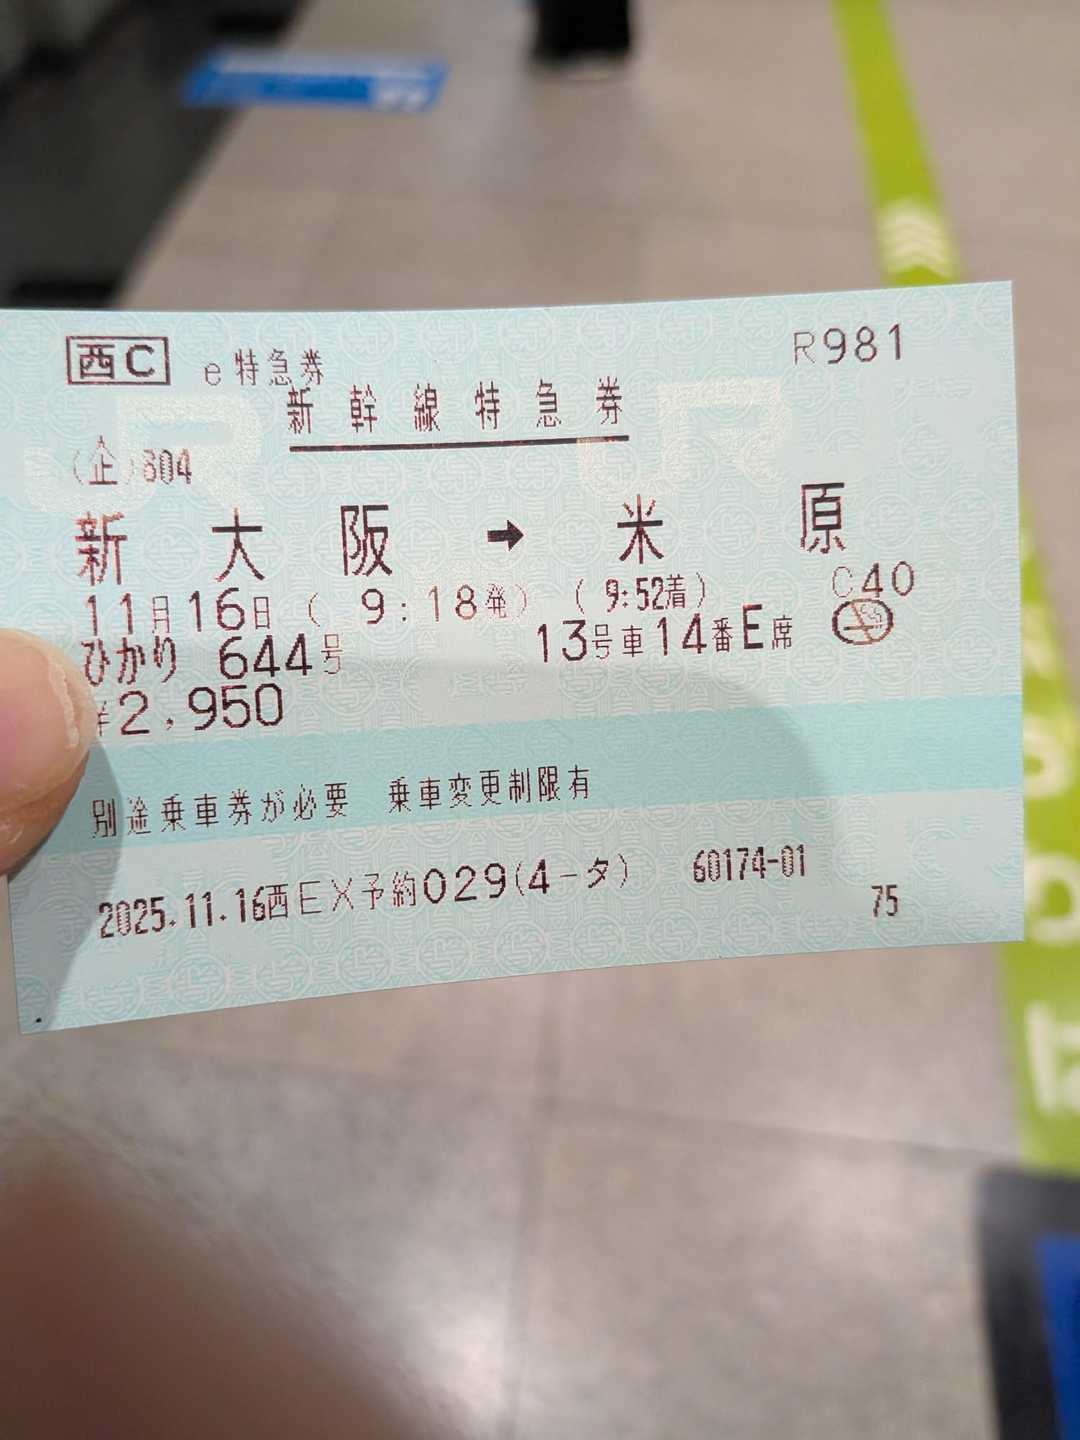 西C e特急券 R981
新幹線特急券
(企)604
新大阪 → 米原
11月16日 ( 9:18発) ( 9:52着) C40
ひかり 644号 13号車14番E席
¥2,950
別途乗車券が必要 乗車変更制限有
2025.11.16西EX予約029(4-タ) 60174-01
75